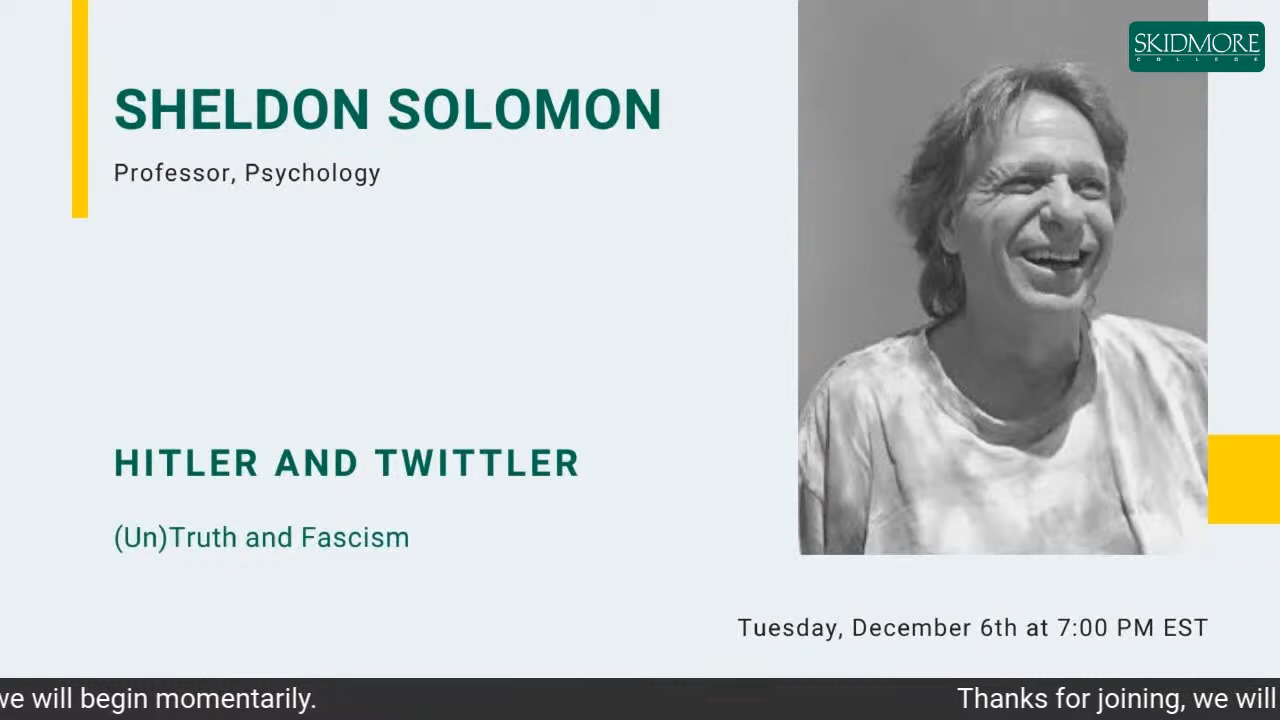 SKIDMORE
COLLEGE
SHELDON SOLOMON
Professor, Psychology
HITLER AND TWITTLER
(Un)Truth and Fascism
Tuesday, December 6th at 7:00 PM EST
we will begin momentarily.
Thanks for joining, we will